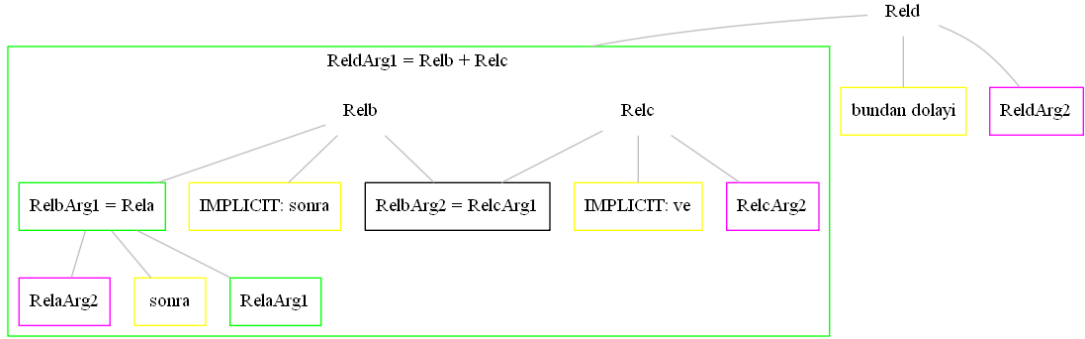 Reld
ReldArg1 = Relb + Relc
bundan dolayi
ReldArg2
Relb
Relc
RelbArg1 = Rela
IMPLICIT: sonra
RelbArg2 = RelcArg1
IMPLICIT: ve
RelcArg2
RelaArg2
sonra
RelaArg1